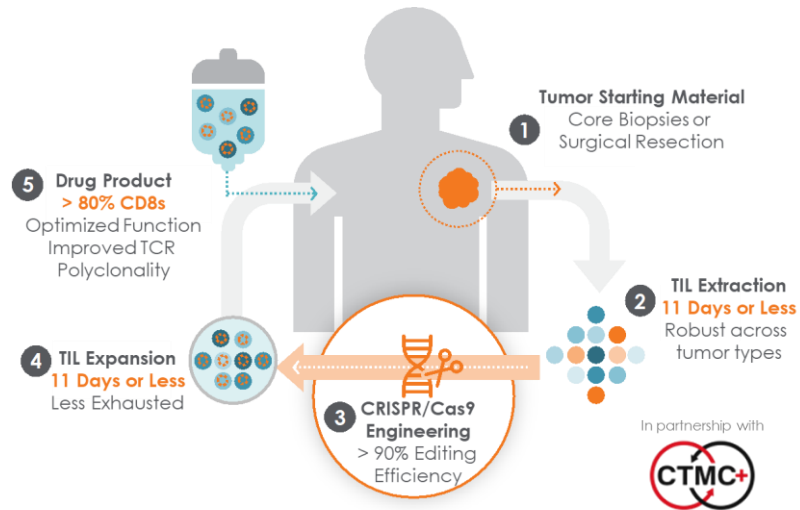 1
Tumor Starting Material
Core Biopsies or
Surgical Resection
2
TIL Extraction
11 Days or Less
Robust across
tumor types
3
CRISPR/Cas9
Engineering
> 90% Editing
Efficiency
4
TIL Expansion
11 Days or Less
Less Exhausted
5
Drug Product
> 80% CD8s
Optimized Function
Improved TCR
Polyclonality
In partnership with
CTMC+